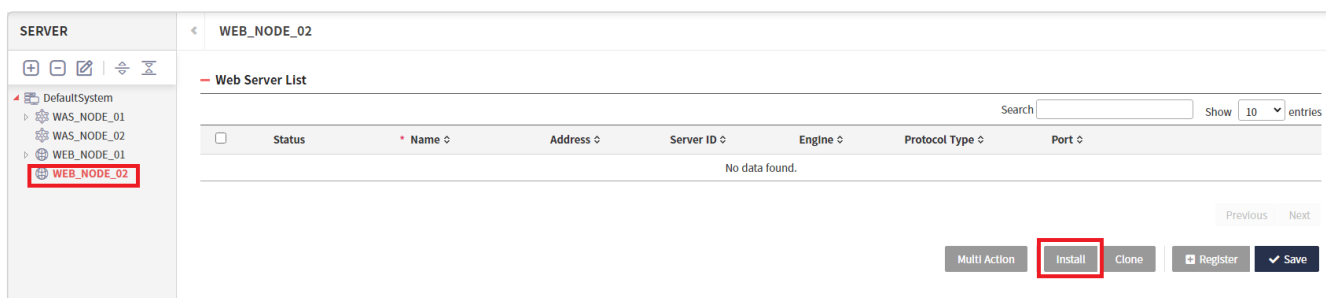 SERVER
WEB_NODE_02
Web Server List
DefaultSystem
WAS_NODE_01
WAS_NODE_02
WEB_NODE_01
WEB_NODE_02
Search Show 10 entries
Status * Name Address Server ID Engine Protocol Type Port
No data found.
Previous Next
Multi Action Install Clone Register Save